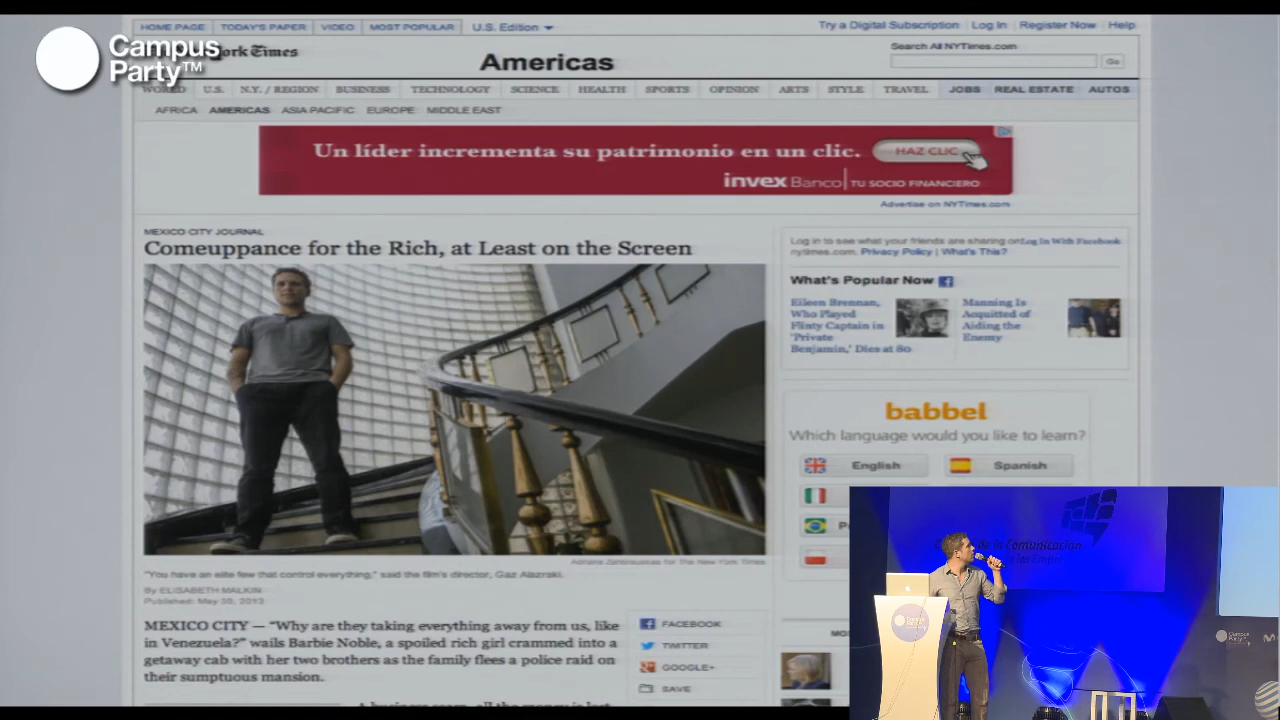 HOME PAGE
TODAY'S PAPER
VIDEO
MOST POPULAR
U.S. Edition
Try a Digital Subscription
Log In
Register Now
Help
Campus
Party™
ork Times
Americas
Search All NYTimes.com
Go
WORLD
U.S.
N.Y. / REGION
BUSINESS
TECHNOLOGY
SCIENCE
HEALTH
SPORTS
OPINION
ARTS
STYLE
TRAVEL
JOBS
REAL ESTATE
AUTOS
AFRICA
AMERICAS
ASIA PACIFIC
EUROPE
MIDDLE EAST
Un líder incrementa su patrimonio en un clic.
HAZ CLIC
invex Banco | TU SOCIO FINANCIERO
Advertise on NYTimes.com
MEXICO CITY JOURNAL
Comeuppance for the Rich, at Least on the Screen
"You have an elite few that control everything," said the film's director, Gaz Alazraki.
By ELISABETH MALKIN
Published: May 30, 2013
MEXICO CITY — “Why are they taking everything away from us, like
in Venezuela?” wails Barbie Noble, a spoiled rich girl crammed into a
getaway cab with her two brothers as the family flees a police raid on
their sumptuous mansion.
FACEBOOK
TWITTER
GOOGLE+
SAVE
Log in to see what your friends are sharing on
nytimes.com. Privacy Policy | What's This?
Log In With Facebook
What's Popular Now
Eileen Brennan,
Who Played
Flinty Captain in
'Private
Benjamin,' Dies at 80
Manning Is
Acquitted of
Aiding the
Enemy
babbel
Which language would you like to learn?
English
Spanish
de la Comunicación